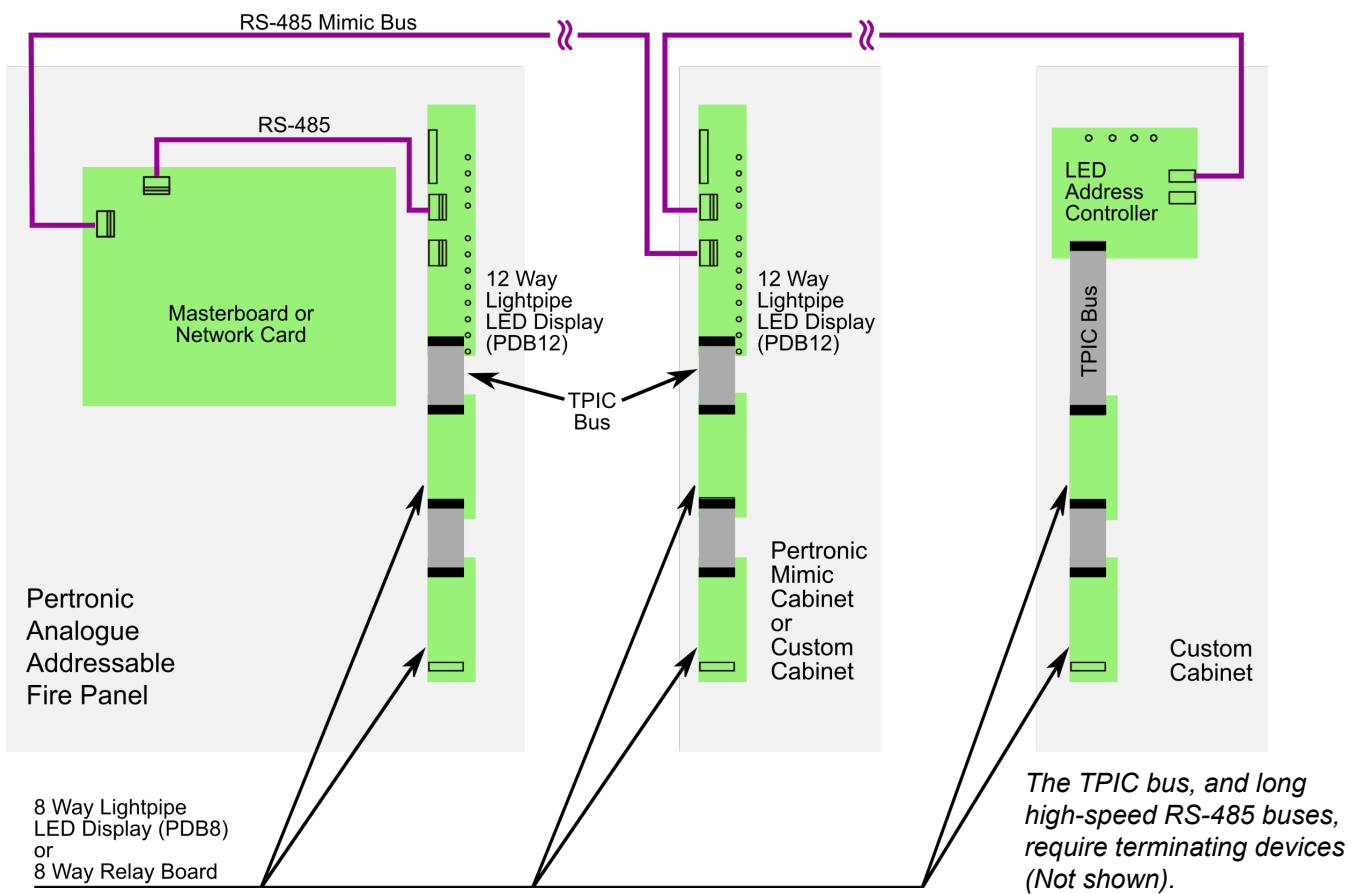 RS-485 Mimic Bus
RS-485
LED
Address
Controller
Masterboard or
Network Card
12 Way
Lightpipe
LED Display
(PDB12)
12 Way
Lightpipe
LED Display
(PDB12)
TPIC Bus
TPIC
Bus
Pertronic
Analogue
Addressable
Fire Panel
Pertronic
Mimic
Cabinet
or
Custom
Cabinet
Custom
Cabinet
8 Way Lightpipe
LED Display (PDB8)
or
8 Way Relay Board
The TPIC bus, and long
high-speed RS-485 buses,
require terminating devices
(Not shown).